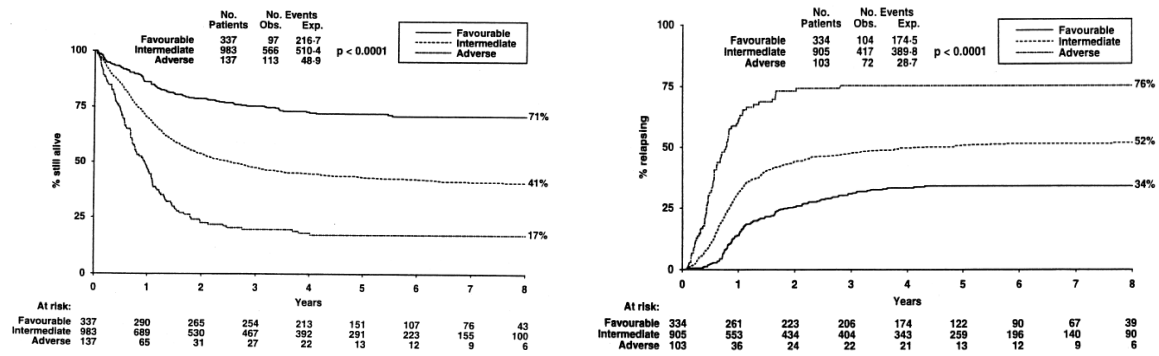 No. No. Events
Patients Obs. Exp.
Favourable 337 97 216·7
Intermediate 983 566 510·4 p < 0.0001
Adverse 137 113 48·9
Favourable
Intermediate
Adverse
100
75
50
25
0
% still alive
71%
41%
17%
0 1 2 3 4 5 6 7 8
Years
At risk:
Favourable 337 290 265 254 213 151 107 76 43
Intermediate 983 689 530 467 392 291 223 155 100
Adverse 137 65 31 27 22 13 12 9 6
No. No. Events
Patients Obs. Exp.
Favourable 334 104 174·5
Intermediate 905 417 389·8 p < 0.0001
Adverse 103 72 28·7
Favourable
Intermediate
Adverse
100
75
50
25
0
% relapsing
76%
52%
34%
0 1 2 3 4 5 6 7 8
Years
At risk:
Favourable 334 261 223 206 174 122 90 67 39
Intermediate 905 553 434 404 343 259 196 140 90
Adverse 103 36 24 22 21 13 12 9 6